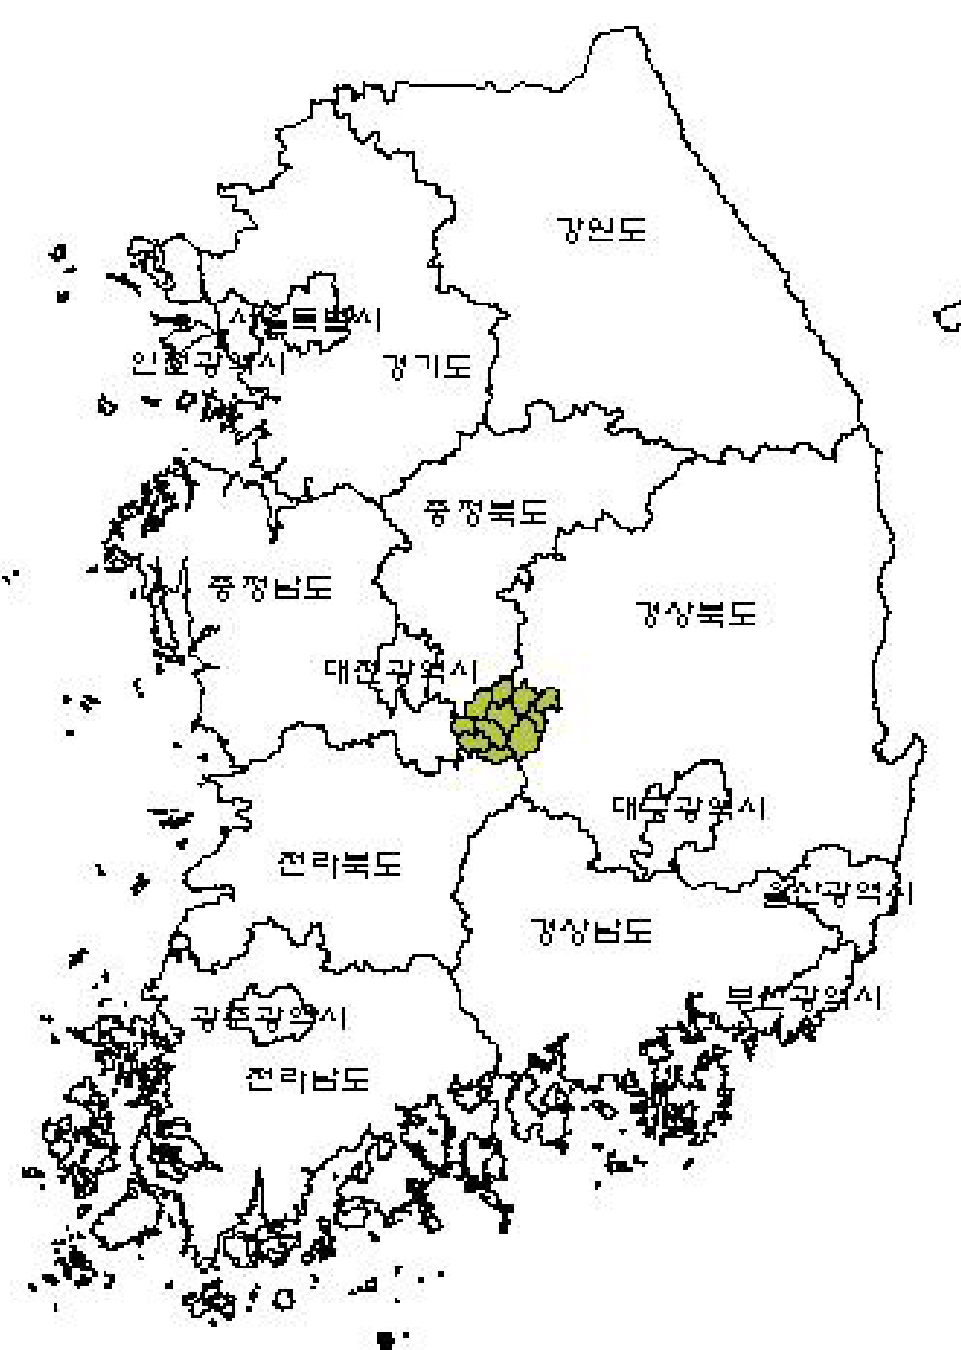 강원도
서울특별시
인천광역시
경기도
충청북도
충청남도
경상북도
대전광역시
대구광역시
전라북도
울산광역시
경상남도
부산광역시
광주광역시
전라남도